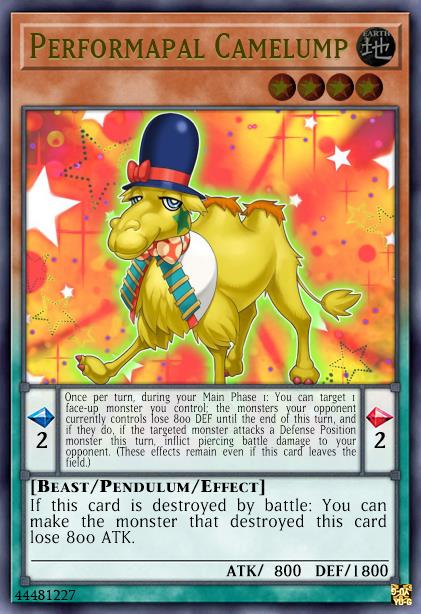 Performapal Camelump
EARTH
地
Once per turn, during your Main Phase 1: You can target 1
face-up monster you control; the monsters your opponent
currently controls lose 800 DEF until the end of this turn, and
if they do, if the targeted monster attacks a Defense Position
monster this turn, inflict piercing battle damage to your
opponent. (These effects remain even if this card leaves the
field.)
2
2
[Beast/Pendulum/Effect]
If this card is destroyed by battle: You can
make the monster that destroyed this card
lose 800 ATK.
ATK/ 800 DEF/1800
44481227